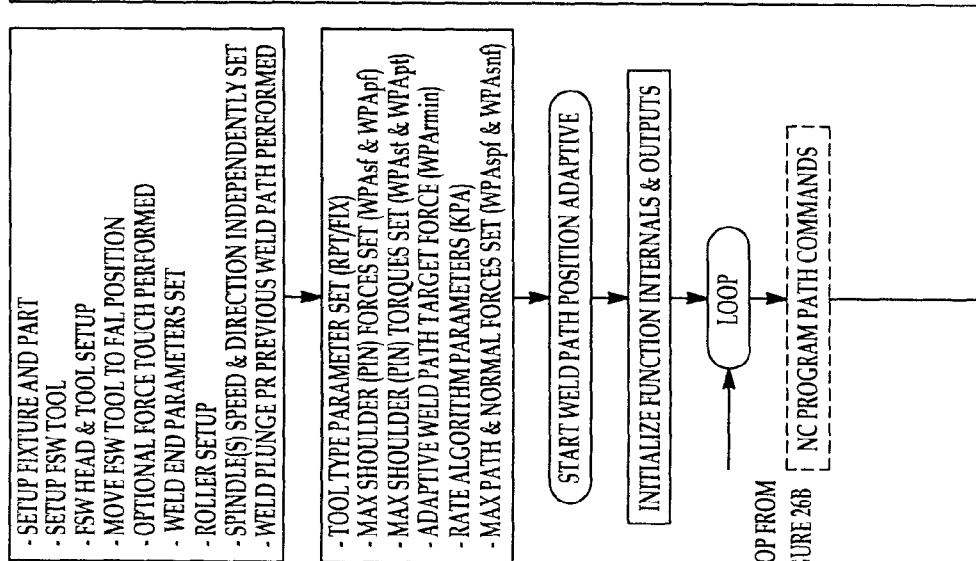 - SETUP FIXTURE AND PART
- SETUP FSW TOOL
- FSW HEAD & TOOL SETUP
- MOVE FSW TOOL TO FAL POSITION
- OPTIONAL FORCE TOUCH PERFORMED
- WELD END PARAMETERS SET
- ROLLER SETUP
- SPINDLE(S) SPEED & DIRECTION INDEPENDENTLY SET
- WELD PLUNGE PR PREVIOUS WELD PATH PERFORMED
- TOOL TYPE PARAMETER SET (RPT/FIX)
- MAX SHOULDER (PIN) FORCES SET (WPAsf & WPApf)
- MAX SHOULDER (PIN) TORQUES SET (WPAst & WPApt)
- ADAPTIVE WELD PATH TARGET FORCE (WPArmin)
- RATE ALGORITHM PARAMETERS (KPA)
- MAX PATH & NORMAL FORCES SET (WPAspf & WPAsnf)
START WELD PATH POSITION ADAPTIVE
INITIALIZE FUNCTION INTERNALS & OUTPUTS
LOOP
OP FROM
GURE 26B
NC PROGRAM PATH COMMANDS